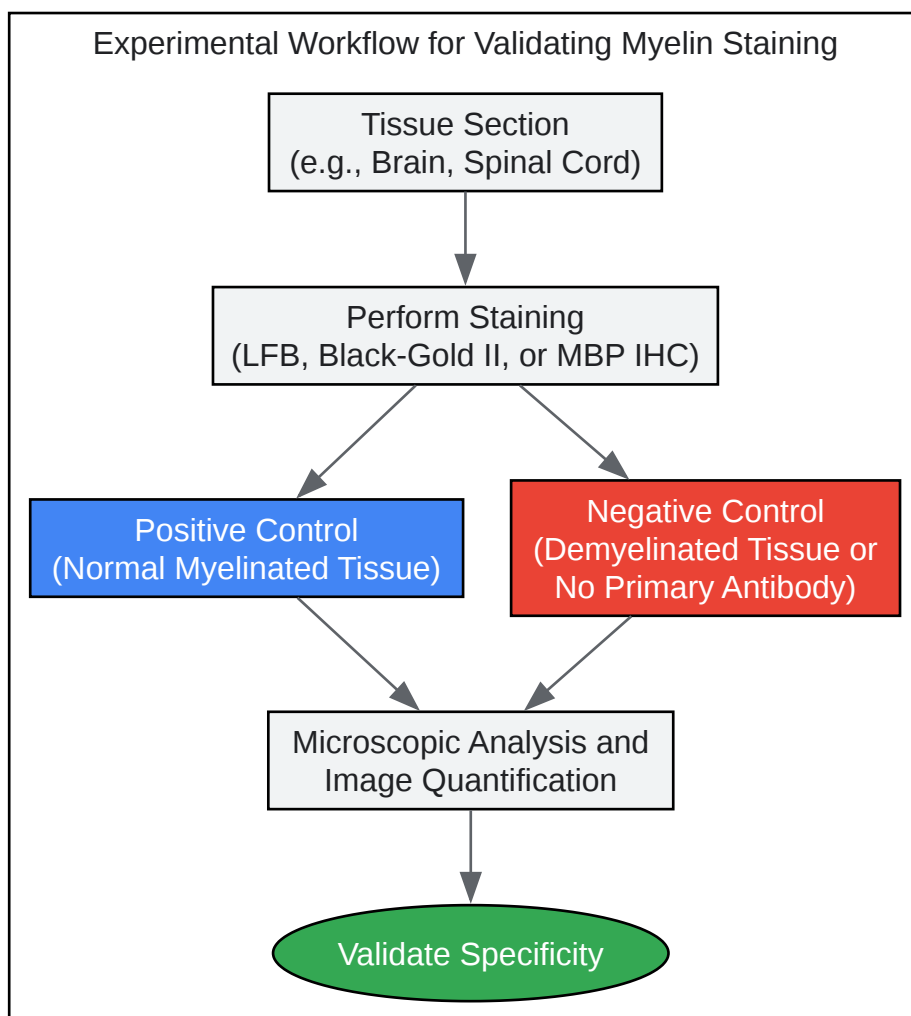 Experimental Workflow for Validating Myelin Staining
Tissue Section
(e.g., Brain, Spinal Cord)
Perform Staining
(LFB, Black-Gold II, or MBP IHC)
Positive Control
(Normal Myelinated Tissue)
Negative Control
(Demyelinated Tissue or
No Primary Antibody)
Microscopic Analysis and
Image Quantification
Validate Specificity